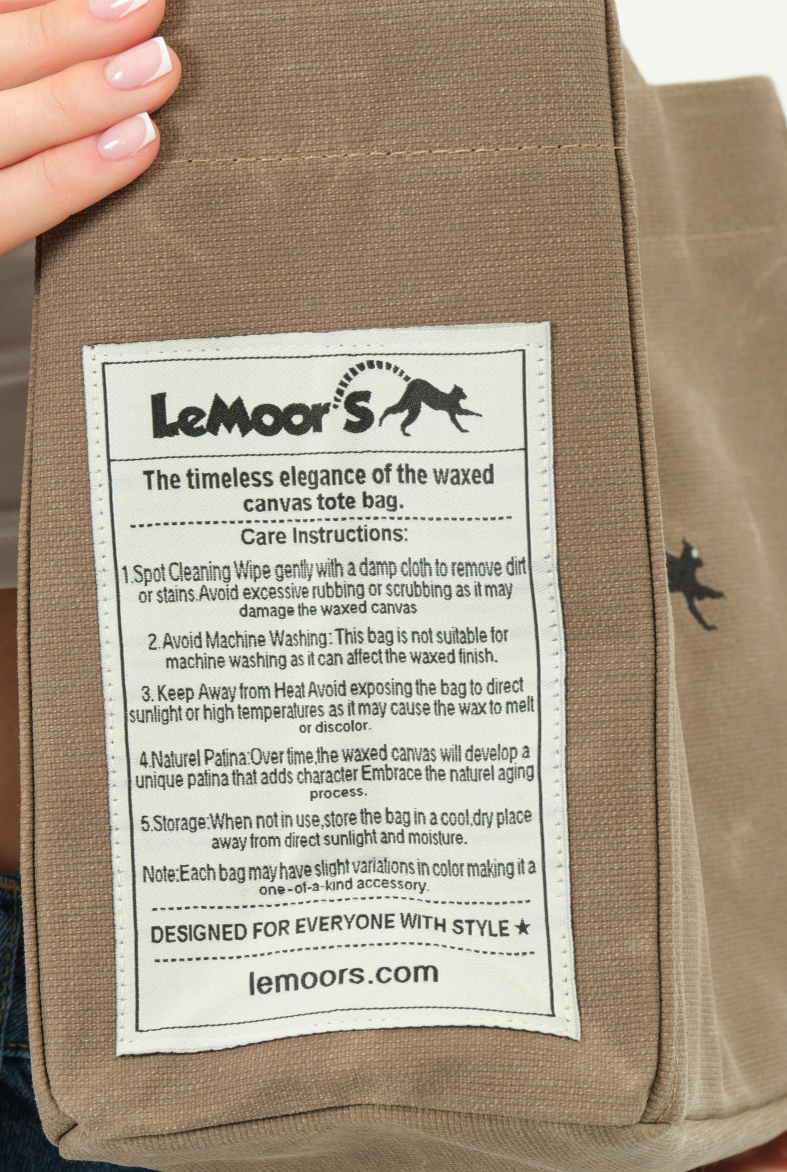 LeMoor'S
The timeless elegance of the waxed
canvas tote bag.
Care Instructions:
1.Spot Cleaning Wipe gently with a damp cloth to remove dirt
or stains.Avoid excessive rubbing or scrubbing as it may
damage the waxed canvas
2.Avoid Machine Washing: This bag is not suitable for
machine washing as it can affect the waxed finish.
3. Keep Away from Heat Avoid exposing the bag to direct
sunlight or high temperatures as it may cause the wax to melt
or discolor.
4.Naturel Patina:Over time,the waxed canvas will develop a
unique patina that adds character Embrace the naturel aging
process.
5.Storage:When not in use,store the bag in a cool,dry place
away from direct sunlight and moisture.
Note:Each bag may have slight variations in color making it a
one-of-a-kind accessory.
DESIGNED FOR EVERYONE WITH STYLE ★
lemoors.com